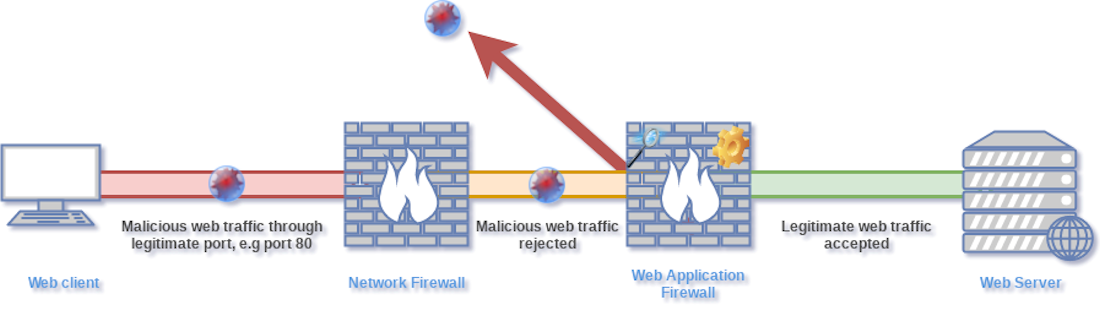 Malicious web traffic through
legitimate port, e.g port 80
Malicious web traffic
rejected
Legitimate web traffic
accepted
Web client
Network Firewall
Web Application
Firewall
Web Server